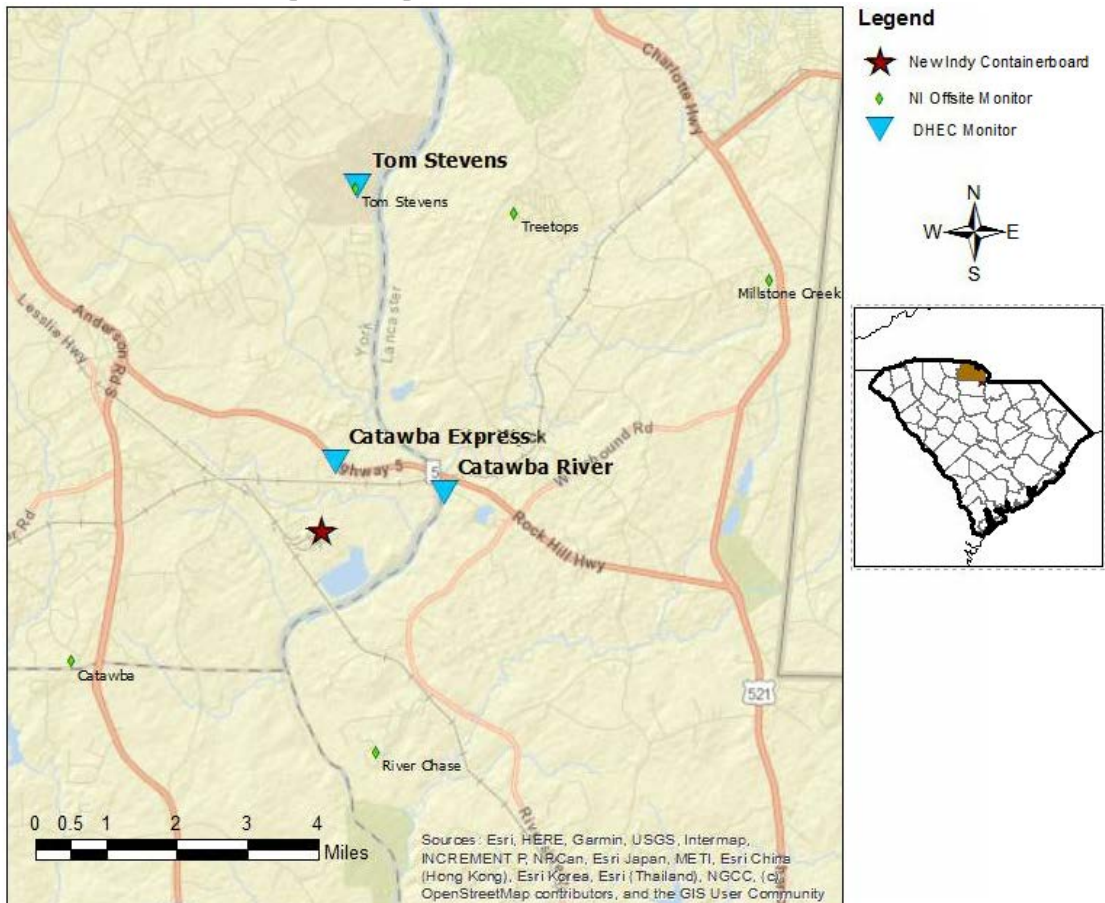 Legend
New Indy Containerboard
NI Offsite Monitor
DHEC Monitor
N
W E
S
Charlotte Hwy
Tom Stevens
Tom Stevens
Treetops
Millstone Creek
Lesslie Hwy
Anderson Rd S
York
Lancaster
Catawba Express
Highway 5
5
Catawba River
Rock Hill Hwy
Catawba
521
River Chase
0 0.5 1 2 3 4
Miles
Sources: Esri, HERE, Garmin, USGS, Intermap,
INCREMENT P, NRCan, Esri Japan, METI, Esri China
(Hong Kong), Esri Korea, Esri (Thailand), NGCC, (c)
OpenStreetMap contributors, and the GIS User Community